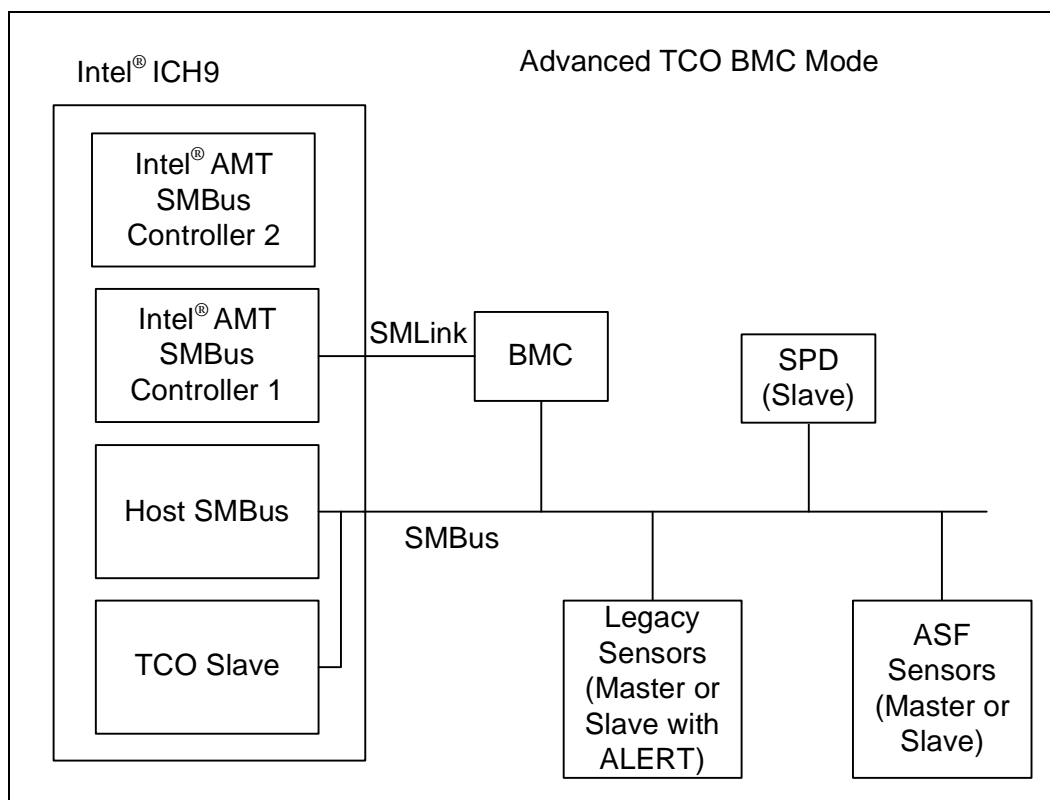 Intel® ICH9
Advanced TCO BMC Mode
Intel® AMT
SMBus
Controller 2
Intel® AMT
SMBus
Controller 1
SMLink
BMC
SPD
(Slave)
Host SMBus
SMBus
TCO Slave
Legacy
Sensors
(Master or
Slave with
ALERT)
ASF
Sensors
(Master or
Slave)